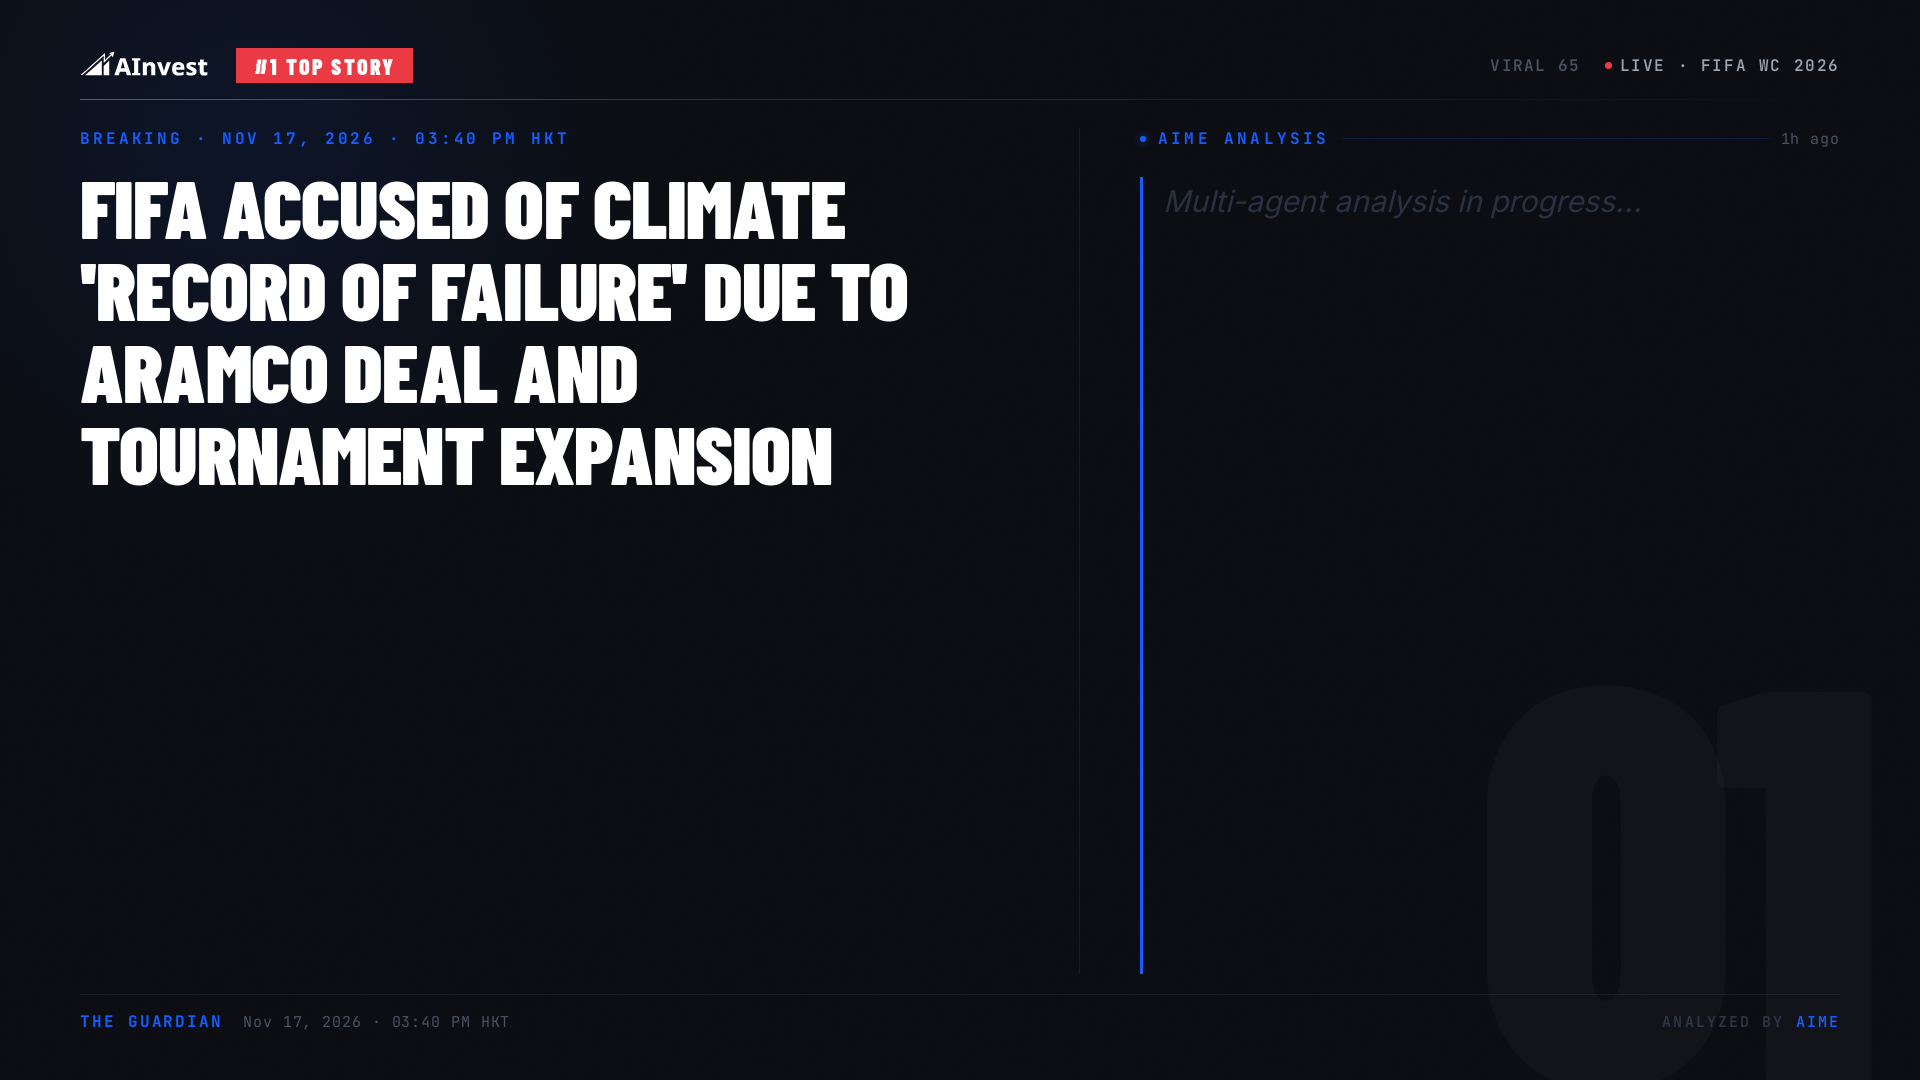 AInvest
#1 TOP STORY
VIRAL 65
LIVE · FIFA WC 2026
BREAKING · NOV 17, 2026 · 03:40 PM HKT
FIFA ACCUSED OF CLIMATE
'RECORD OF FAILURE' DUE TO
ARAMCO DEAL AND
TOURNAMENT EXPANSION
AIME ANALYSIS
1h ago
Multi-agent analysis in progress...
01
THE GUARDIAN
Nov 17, 2026 · 03:40 PM HKT
ANALYZED BY AIME